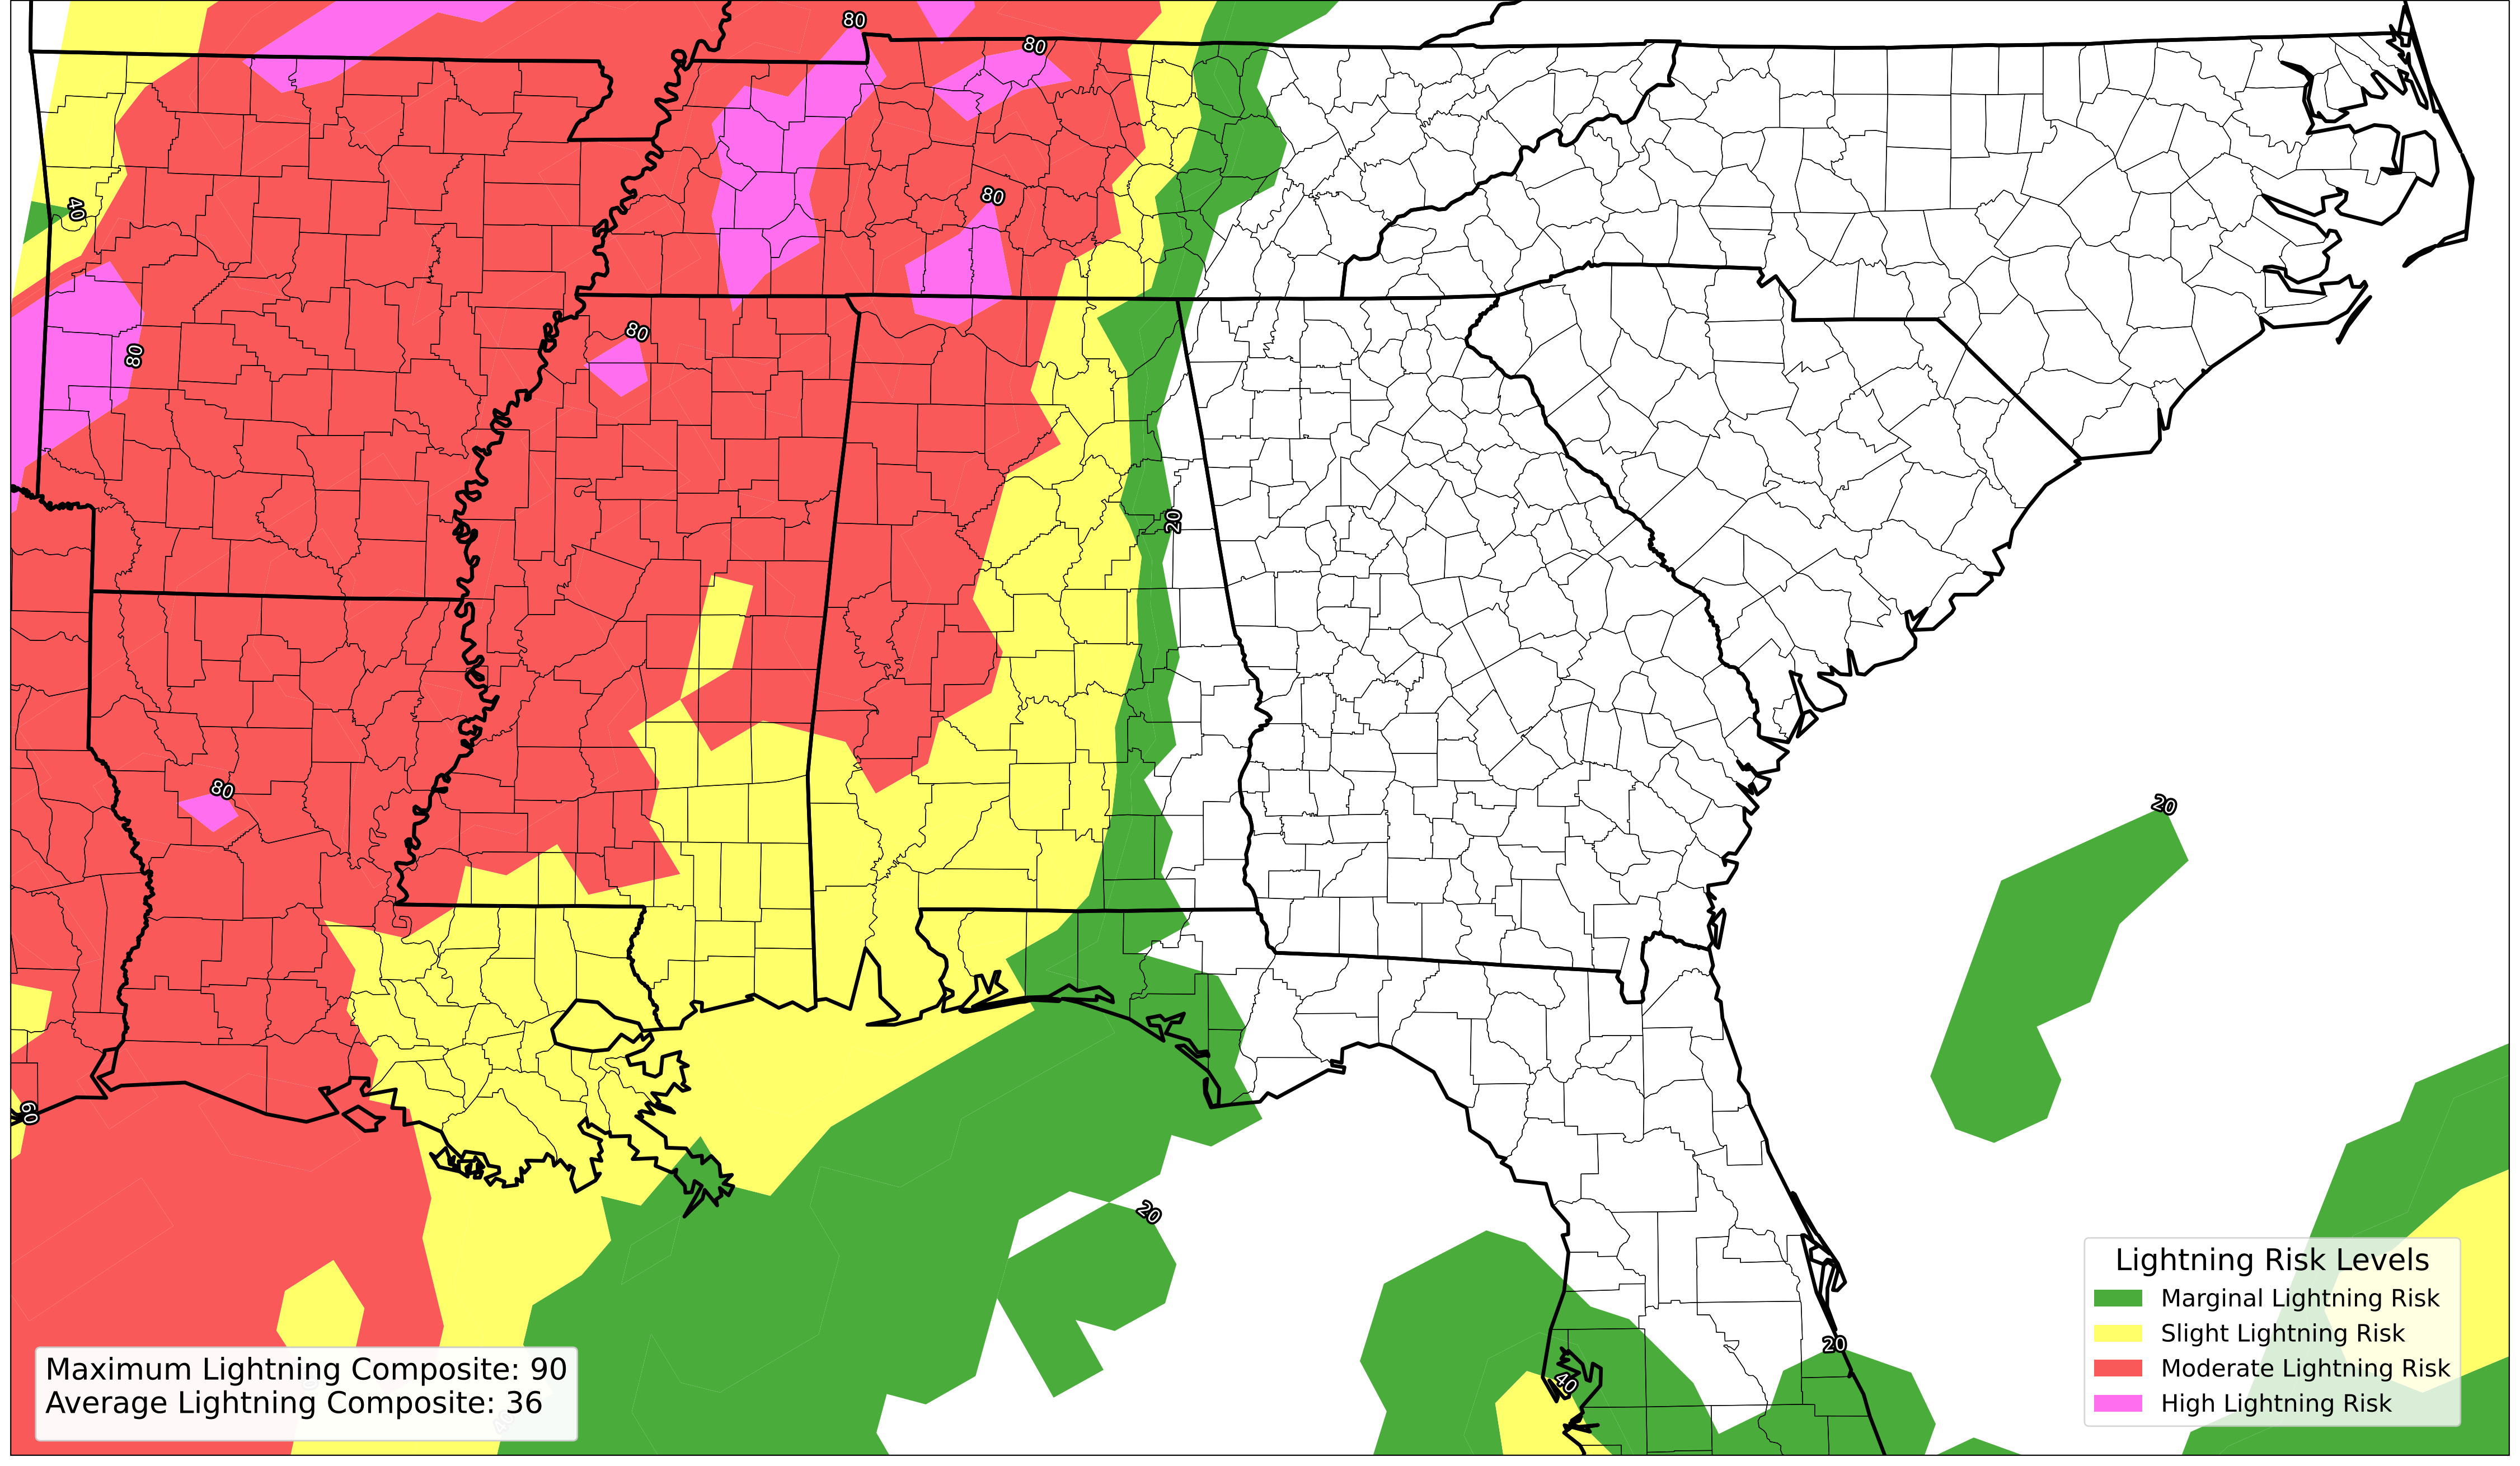 80
80
40
80
80
80
20
80
20
60
20
20
40
Lightning Risk Levels
Marginal Lightning Risk
Slight Lightning Risk
Moderate Lightning Risk
High Lightning Risk
Maximum Lightning Composite: 90
Average Lightning Composite: 36
40